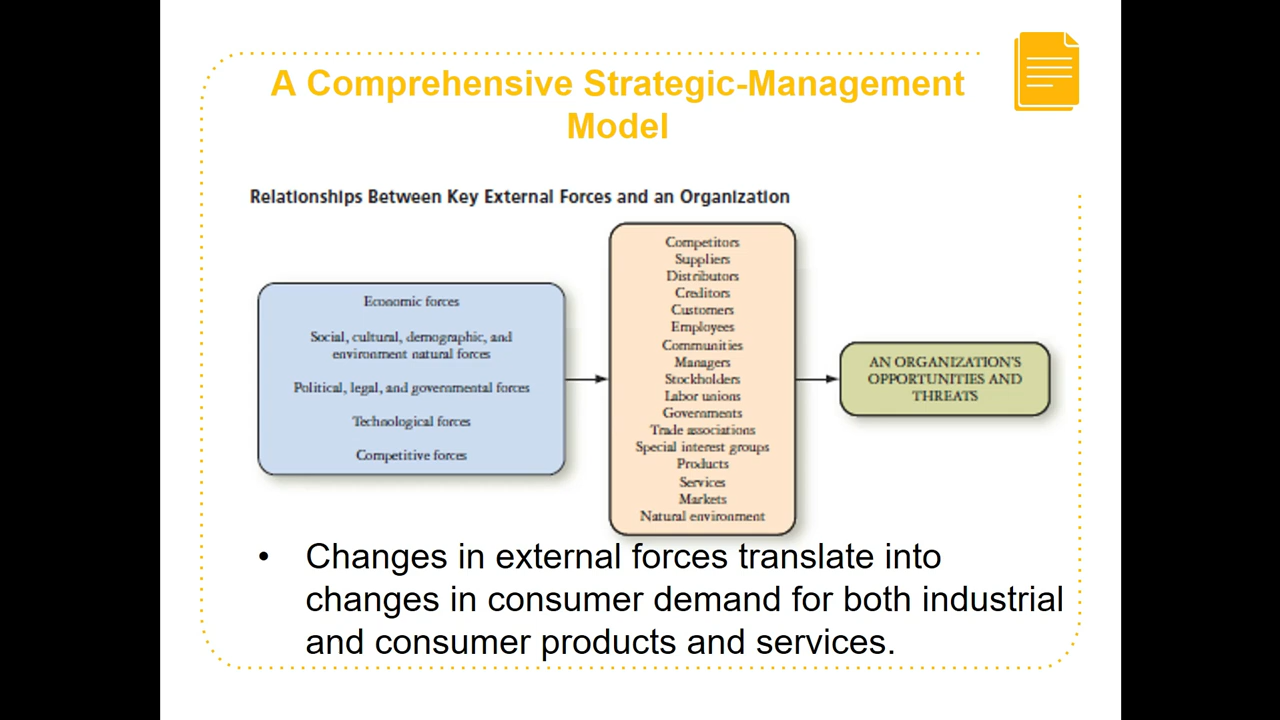 A Comprehensive Strategic-Management
Model
Relationships Between Key External Forces and an Organization
Economic forces
Social, cultural, demographic, and
environment natural forces
Political, legal, and governmental forces
Technological forces
Competitive forces
Competitors
Suppliers
Distributors
Creditors
Customers
Employees
Communities
Managers
Stockholders
Labor unions
Governments
Trade associations
Special interest groups
Products
Services
Markets
Natural environment
AN ORGANIZATION'S
OPPORTUNITIES AND
THREATS
• Changes in external forces translate into
changes in consumer demand for both industrial
and consumer products and services.